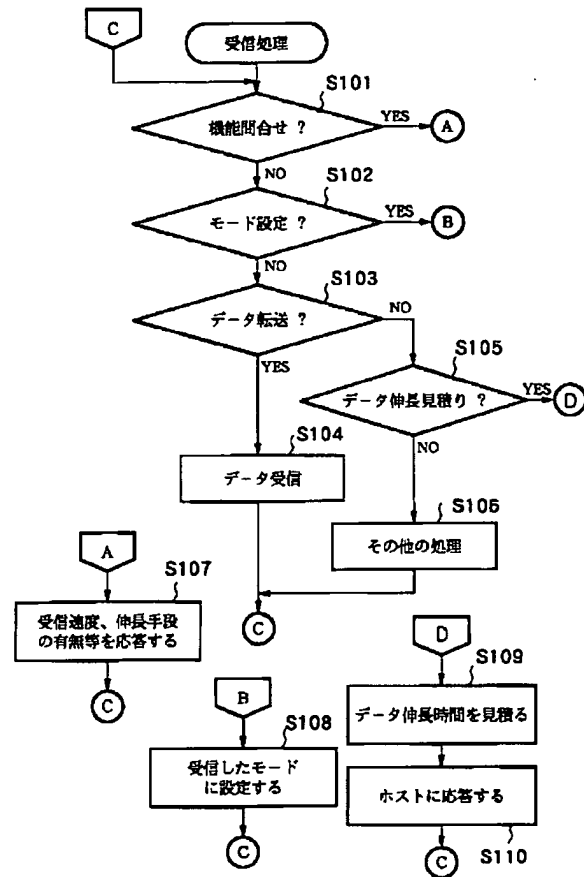 C
受信処理
S101
機能問合せ ?
YES
A
NO
S102
モード設定 ?
YES
B
NO
S103
データ転送 ?
NO
YES
S105
データ伸長見積り ?
YES
D
NO
S104
データ受信
S106
その他の処理
C
A
S107
受信速度、伸長手段
の有無等を応答する
C
B
S108
受信したモード
に設定する
C
D
S109
データ伸長時間を見積る
ホストに応答する
S110
C